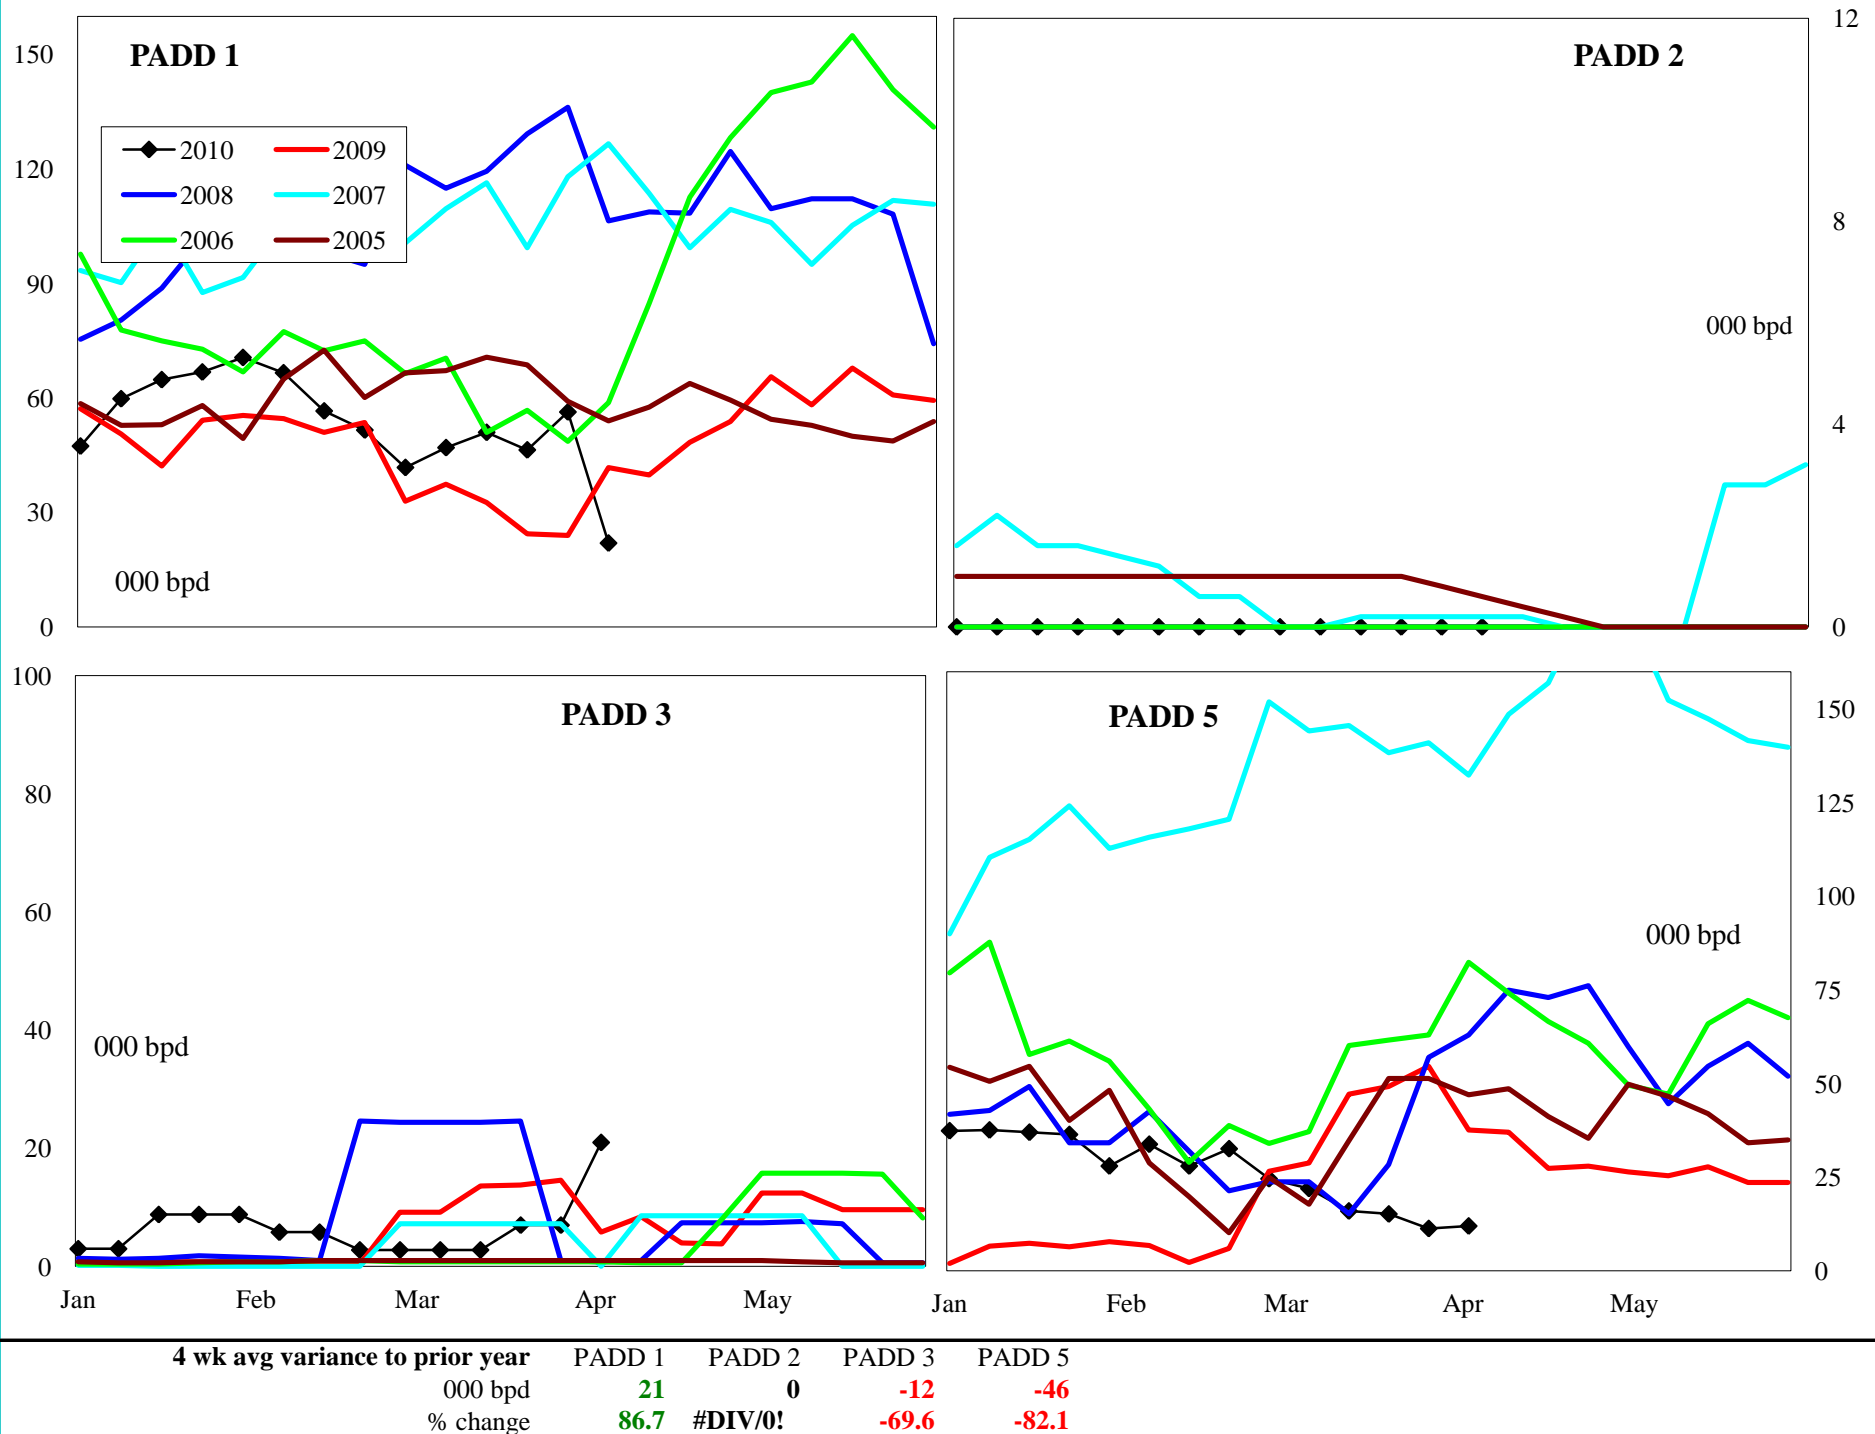 PADD 1
150
120
90
60
30
0
2010 2009
2008 2007
2006 2005
000 bpd
PADD 2
12
8
4
0
000 bpd
PADD 3
100
80
60
40
20
0
000 bpd
Jan Feb Mar Apr May
PADD 5
150
125
100
75
50
25
0
000 bpd
Jan Feb Mar Apr May
4 wk avg variance to prior year PADD 1 PADD 2 PADD 3 PADD 5
000 bpd 21 0 -12 -46
% change 86.7 #DIV/0! -69.6 -82.1